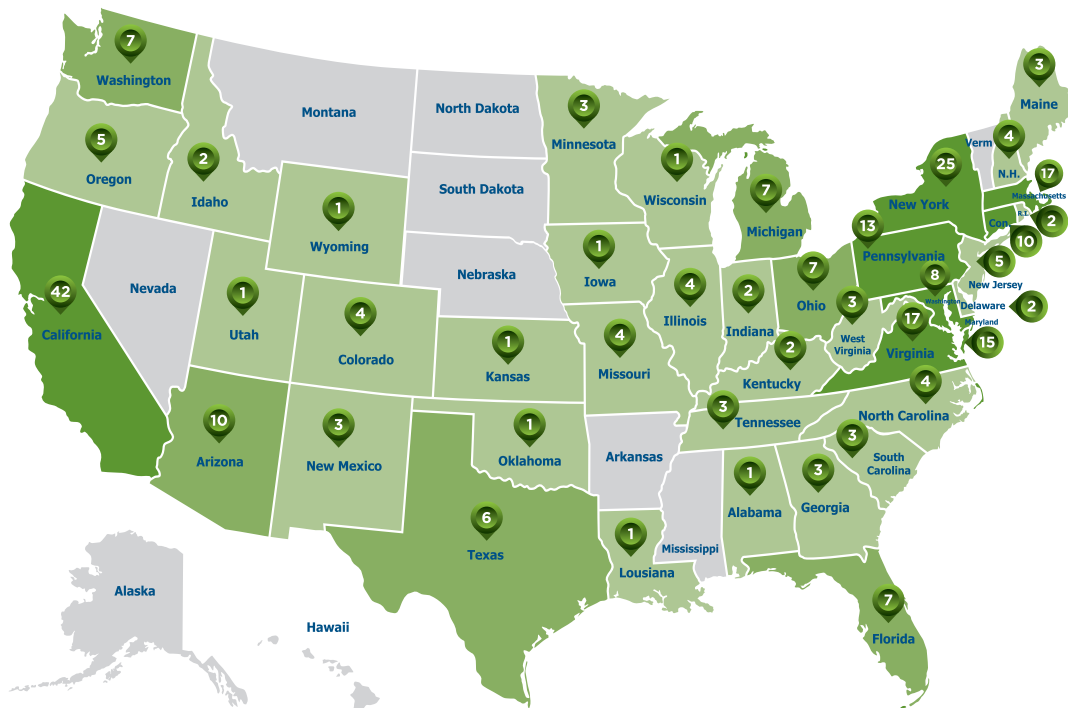 7
Washington
5
Oregon
2
Idaho
Montana
North Dakota
South Dakota
1
Wyoming
Nebraska
3
Minnesota
1
Wisconsin
7
Michigan
3
Maine
Verm
4
N.H.
25
New York
17
Massachusetts
R.I.
2
Con.
10
13
Pennsylvania
5
New Jersey
8
Washington
Delaware
2
Maryland
15
42
California
Nevada
1
Utah
4
Colorado
1
Kansas
1
Iowa
4
Missouri
4
Illinois
2
Indiana
7
Ohio
3
West
Virginia
17
Virginia
2
Kentucky
3
Tennessee
4
North Carolina
3
South
Carolina
10
Arizona
3
New Mexico
1
Oklahoma
Arkansas
6
Texas
1
Lousiana
Mississippi
1
Alabama
3
Georgia
7
Florida
Alaska
Hawaii